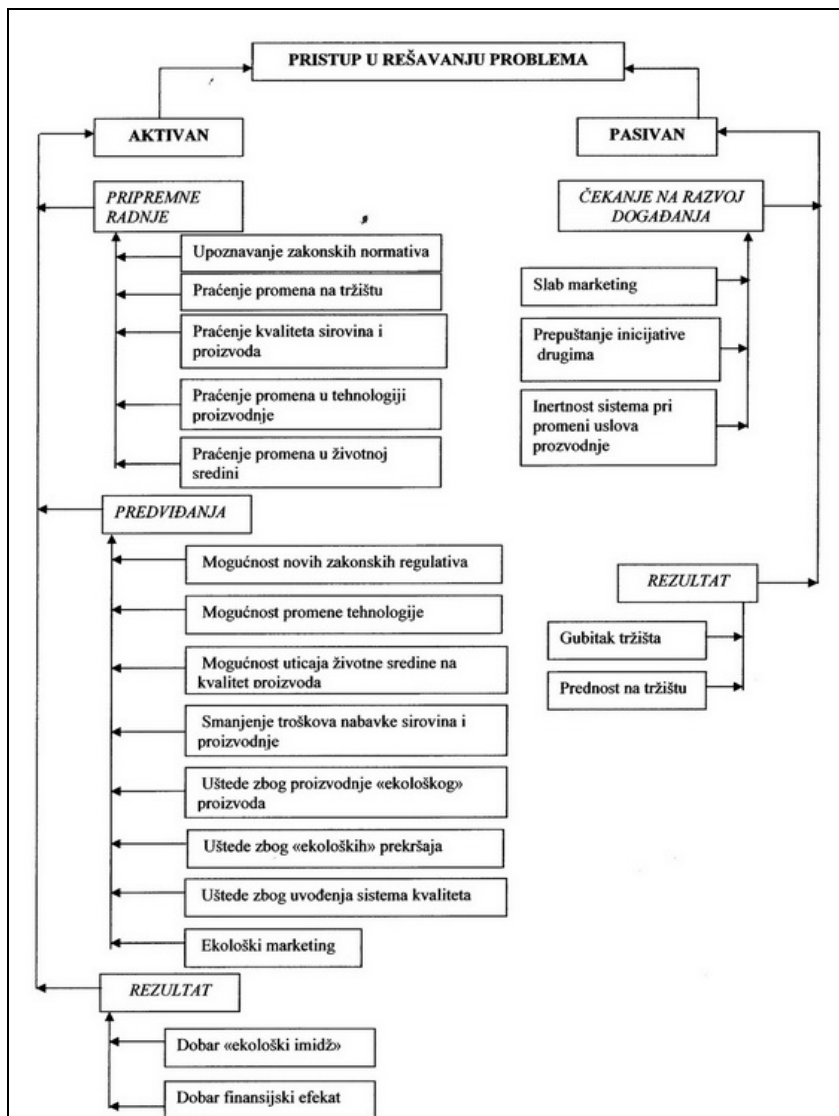 PRISTUP U REŠAVANJU PROBLEMA
AKTIVAN
PRIPREMNE
RADNJE
Upoznavanje zakonskih normativa
Praćenje promena na tržištu
Praćenje kvaliteta sirovina i
proizvoda
Praćenje promena u tehnologiji
proizvodnje
Praćenje promena u životnoj
sredini
PREDVIĐANJA
Mogućnost novih zakonskih regulativa
Mogućnost promene tehnologije
Mogućnost uticaja životne sredine na
kvalitet proizvoda
Smanjenje troškova nabavke sirovina i
proizvodnje
Uštede zbog proizvodnje «ekološkog»
proizvoda
Uštede zbog «ekoloških» prekršaja
Uštede zbog uvođenja sistema kvaliteta
Ekološki marketing
REZULTAT
Dobar «ekološki imidž»
Dobar finansijski efekat
PASIVAN
ČEKANJE NA RAZVOJ
DOGAĐANJA
Slab marketing
Prepuštanje inicijative
drugima
Inertnost sistema pri
promeni uslova
prozvodnje
REZULTAT
Gubitak tržišta
Prednost na tržištu